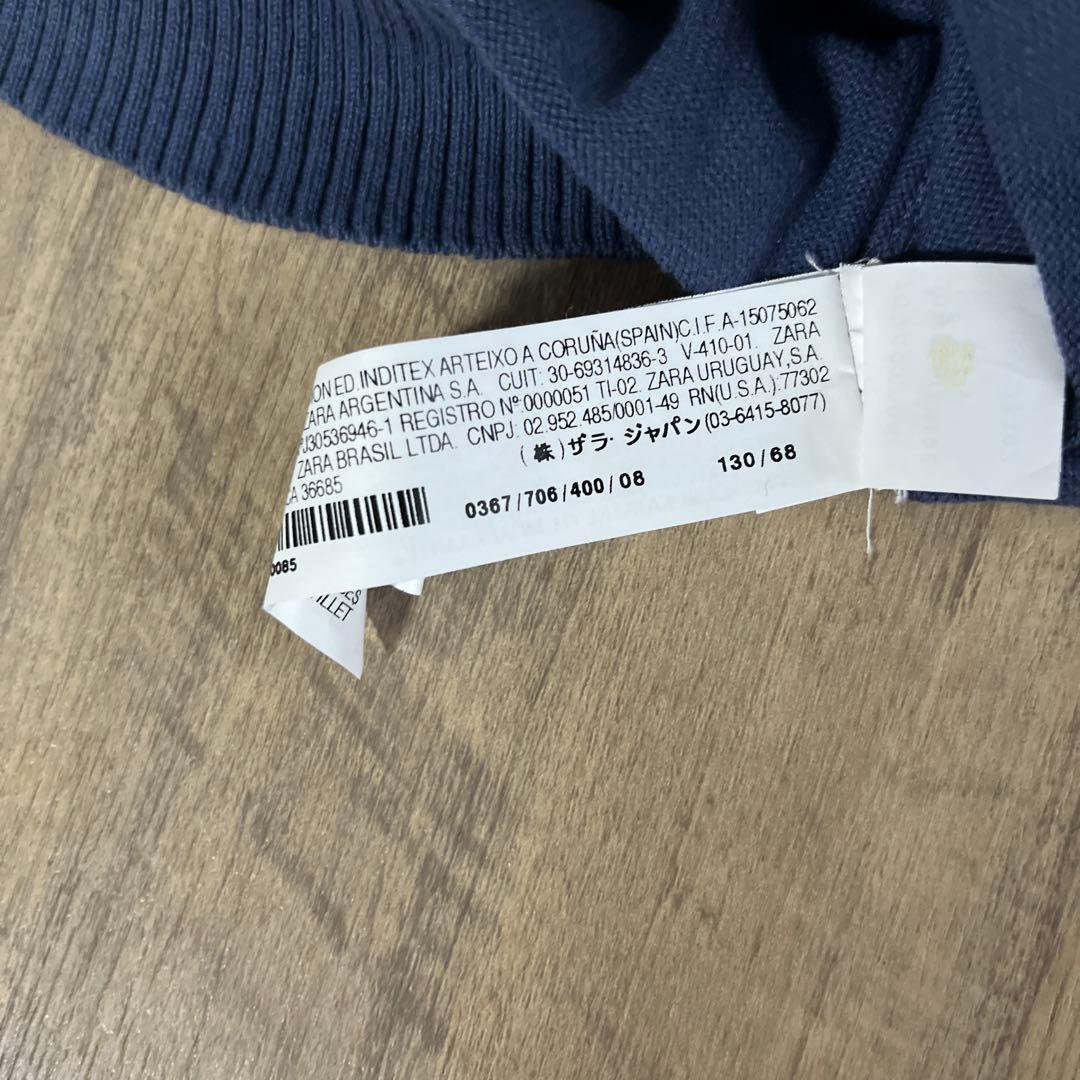 ON ED. INDITEX ARTEIXO A CORUÑA(SPAIN)C.I.F.A-15075062
ZARA ARGENTINA S.A. CUIT: 30-69314836-3 V-410-01. ZARA
PJ30536946-1 REGISTRO Nº:0000051 TI-02. ZARA URUGUAY,S.A.
ZARA BRASIL LTDA. CNPJ: 02.952.485/0001-49 RN(U.S.A.):77302
CA 36685 (株)ザラ・ジャパン(03-6415-8077)
0367/706/400/08 130/68
0085